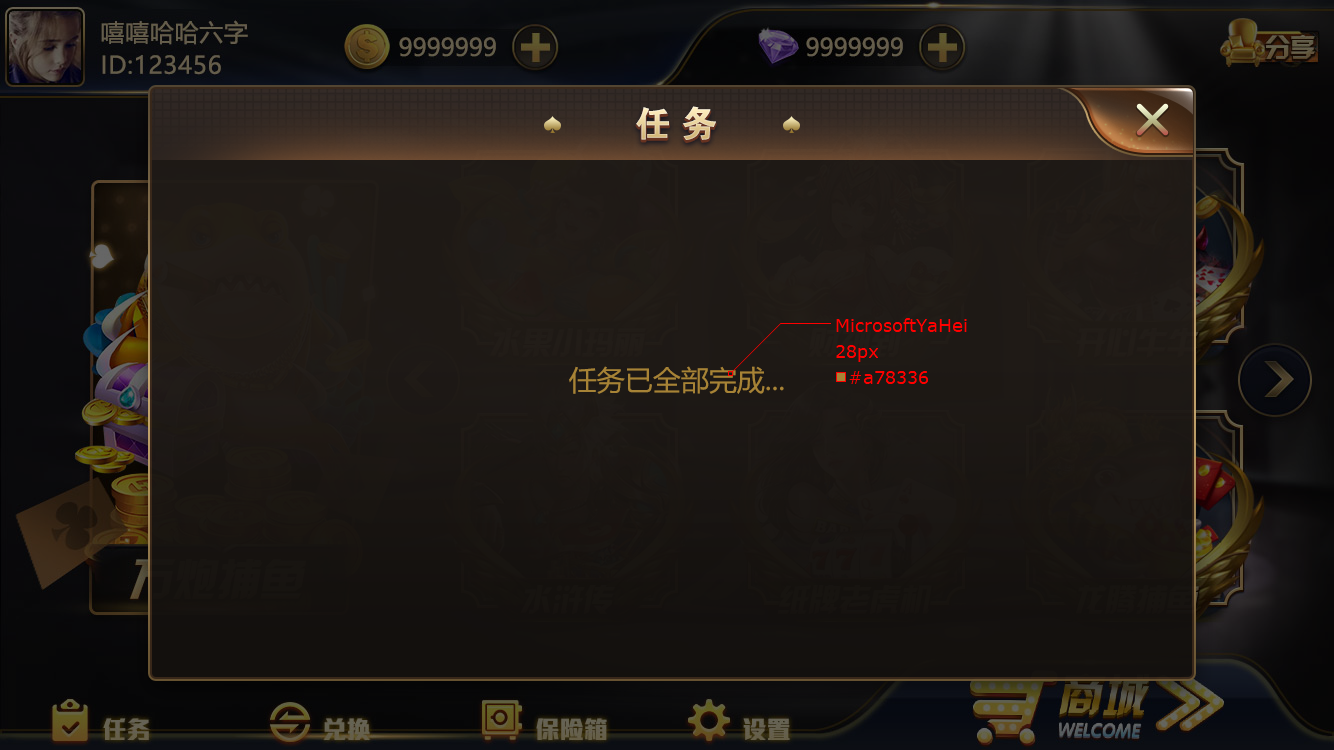 嘻嘻哈哈六字
ID:123456
9999999
9999999
分享
任务
MicrosoftYaHei
28px
#a78336
任务已全部完成...
任务
兑换
保险箱
设置
商城
WELCOME